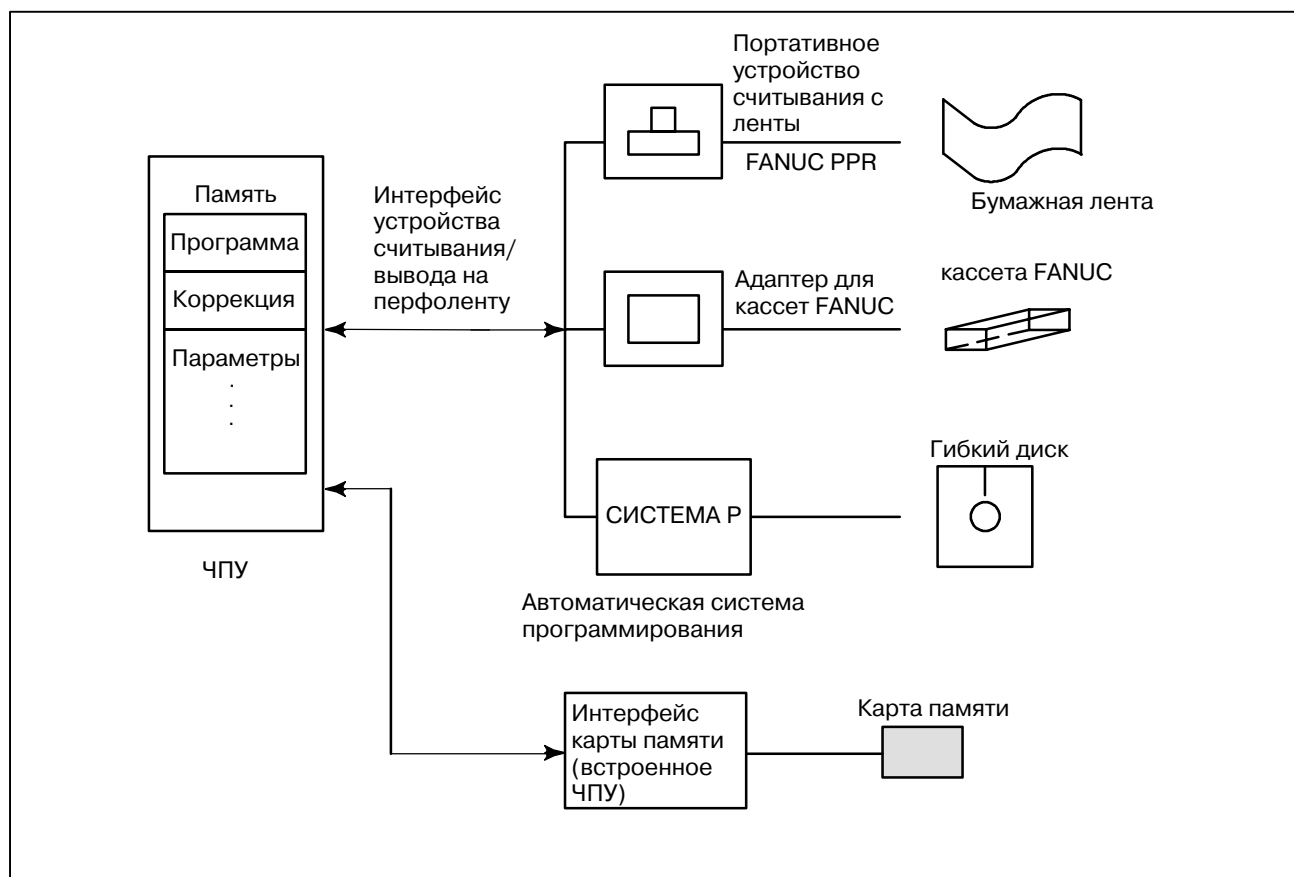 Память
Программа
Коррекция
Параметры
.
.
.
ЧПУ
Интерфейс
устройства
считывания/
вывода на
перфоленту
Портативное
устройство
считывания с
ленты
FANUC PPR
Бумажная лента
Адаптер для
кассет FANUC
кассета FANUC
СИСТЕМА P
Гибкий диск
Автоматическая система
программирования
Интерфейс
карты памяти
(встроенное
ЧПУ)
Карта памяти